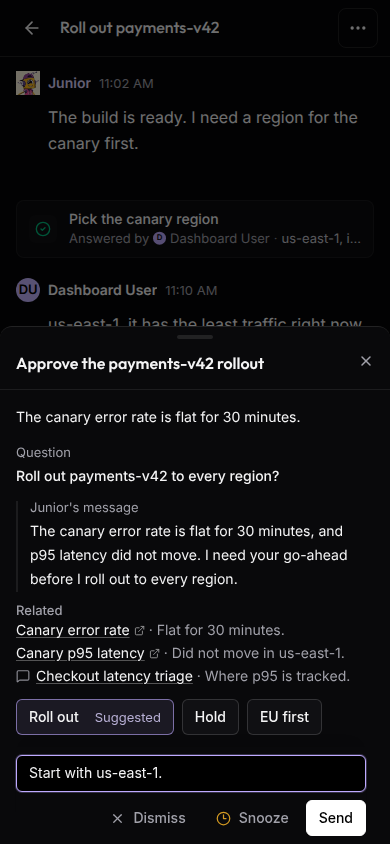 Roll out payments-v42
Junior 11:02 AM
The build is ready. I need a region for the
canary first.
Pick the canary region
Answered by D Dashboard User · us-east-1, i...
DU Dashboard User 11:10 AM
us-east-1, it has the least traffic right now
Approve the payments-v42 rollout
The canary error rate is flat for 30 minutes.
Question
Roll out payments-v42 to every region?
Junior's message
The canary error rate is flat for 30 minutes, and
p95 latency did not move. I need your go-ahead
before I roll out to every region.
Related
Canary error rate · Flat for 30 minutes.
Canary p95 latency · Did not move in us-east-1.
Checkout latency triage · Where p95 is tracked.
Roll out Suggested Hold EU first
Start with us-east-1.
Dismiss Snooze Send